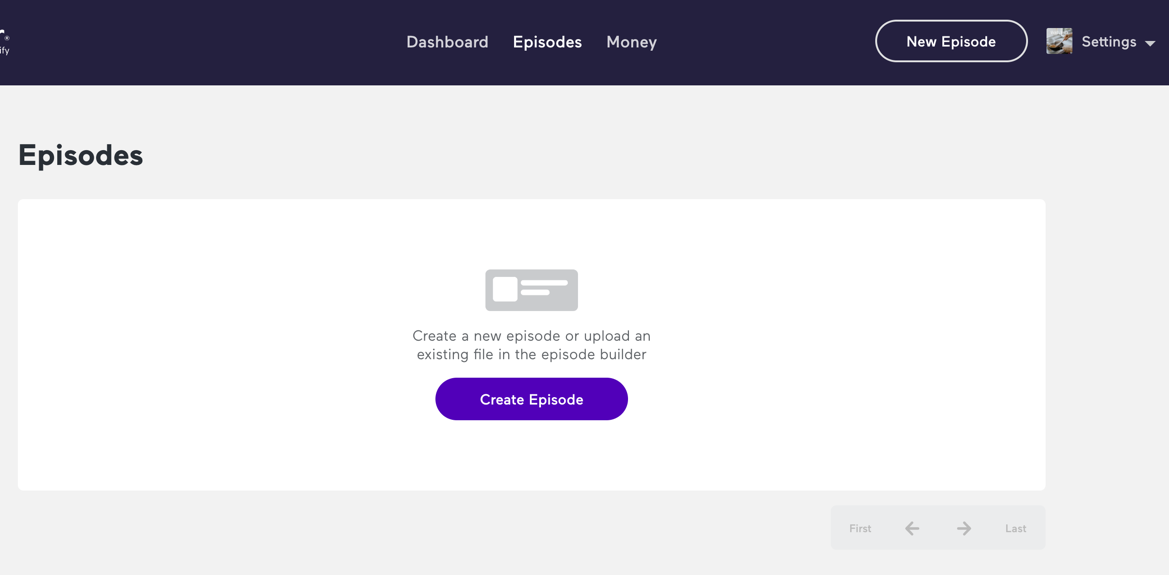 Dashboard Episodes Money New Episode Settings
Episodes
Create a new episode or upload an
existing file in the episode builder
Create Episode
First Last